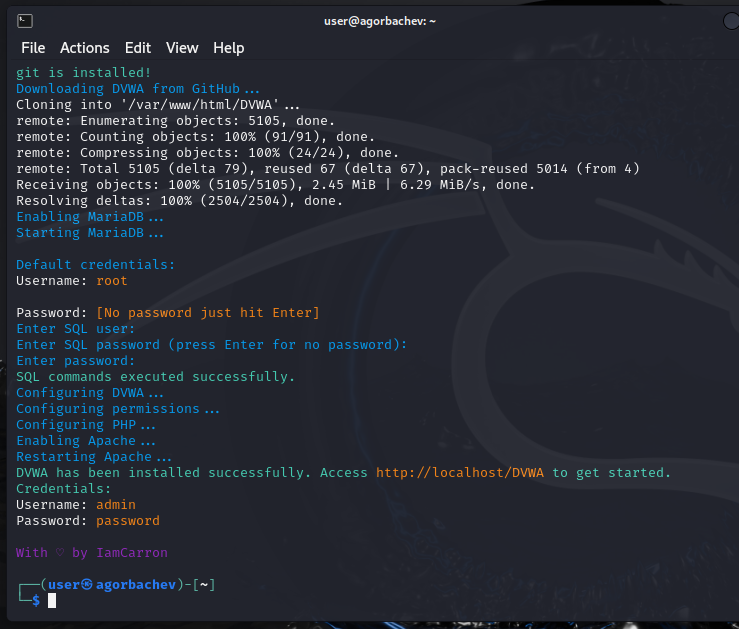 user@agorbachev: ~
File Actions Edit View Help
git is installed!
Downloading DVWA from GitHub...
Cloning into '/var/www/html/DVWA'...
remote: Enumerating objects: 5105, done.
remote: Counting objects: 100% (91/91), done.
remote: Compressing objects: 100% (24/24), done.
remote: Total 5105 (delta 79), reused 67 (delta 67), pack-reused 5014 (from 4)
Receiving objects: 100% (5105/5105), 2.45 MiB | 6.29 MiB/s, done.
Resolving deltas: 100% (2504/2504), done.
Enabling MariaDB...
Starting MariaDB...
Default credentials:
Username: root
Password: [No password just hit Enter]
Enter SQL user:
Enter SQL password (press Enter for no password):
Enter password:
SQL commands executed successfully.
Configuring DVWA...
Configuring permissions...
Configuring PHP...
Enabling Apache...
Restarting Apache...
DVWA has been installed successfully. Access http://localhost/DVWA to get started.
Credentials:
Username: admin
Password: password
With ♡ by IamCarron
┌──(user㉿agorbachev)-[~]
└─$